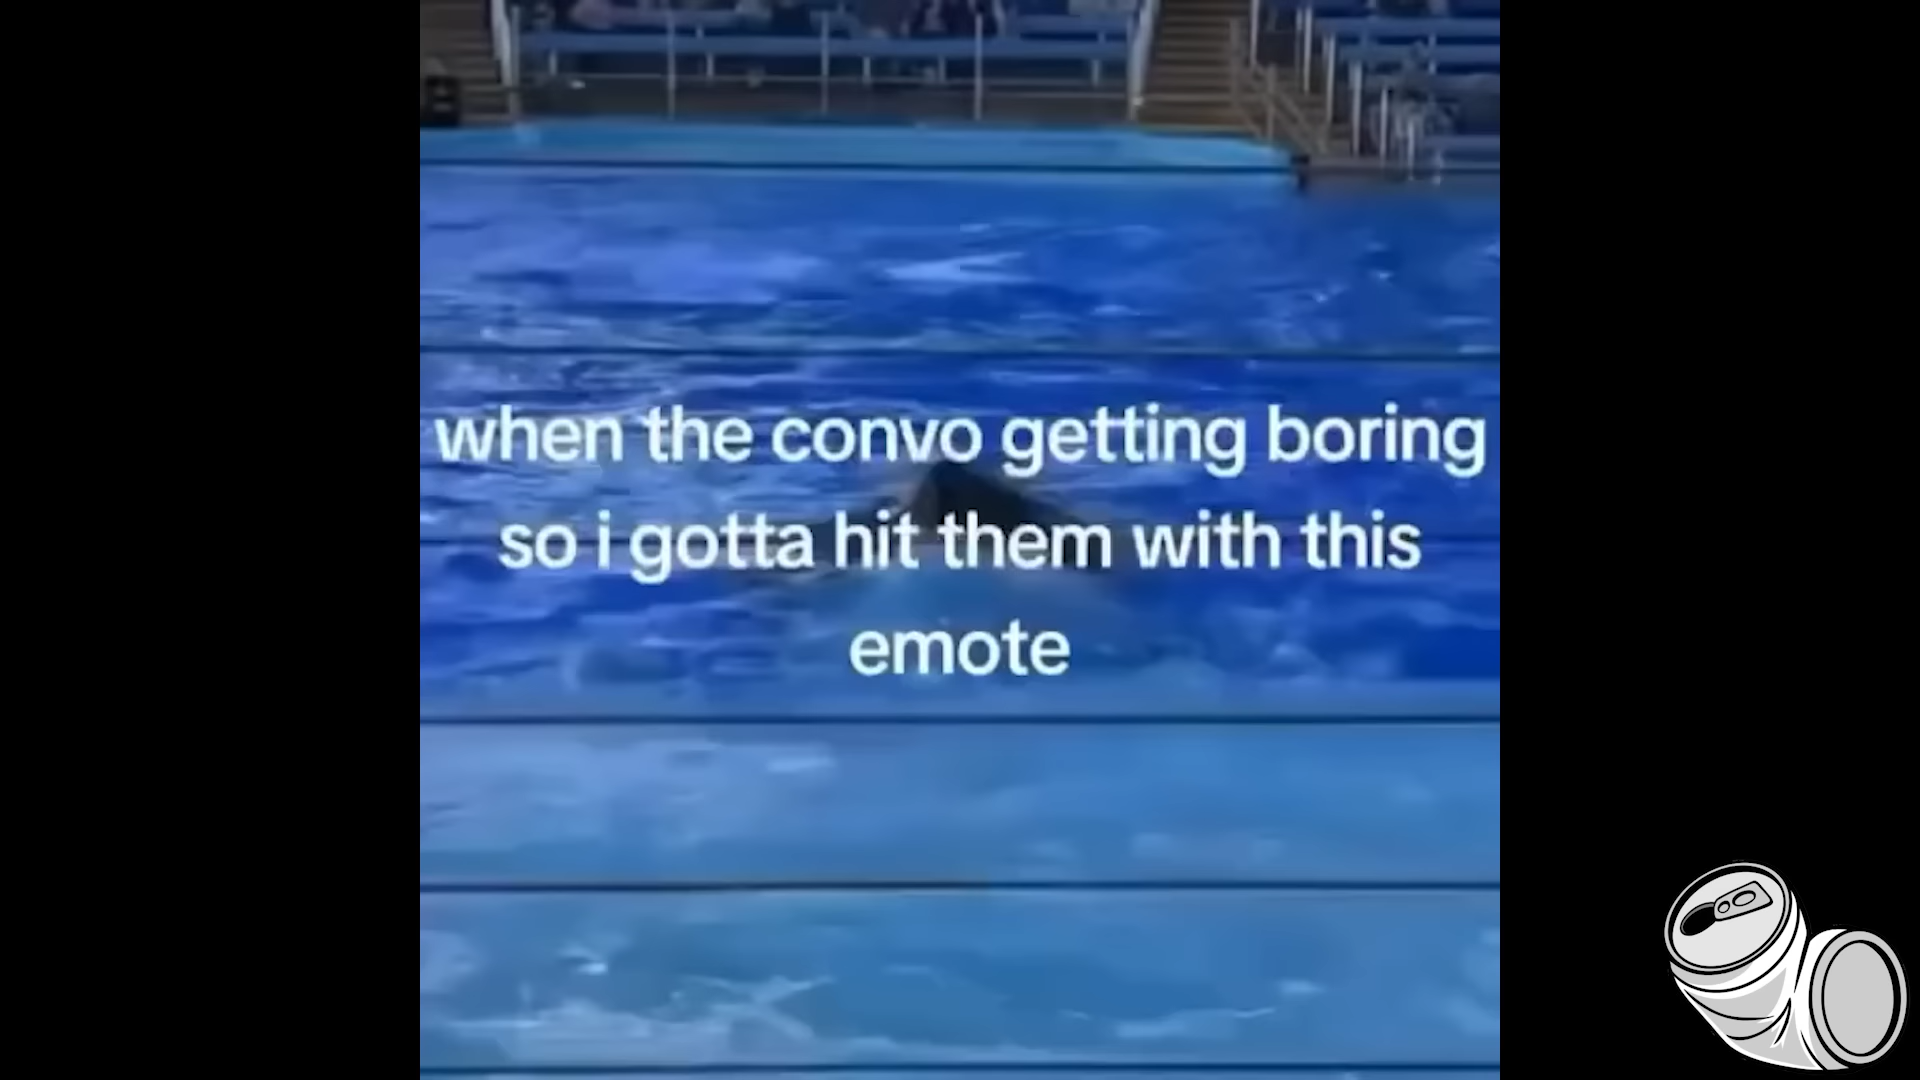 when the convo getting boring
so i gotta hit them with this
emote